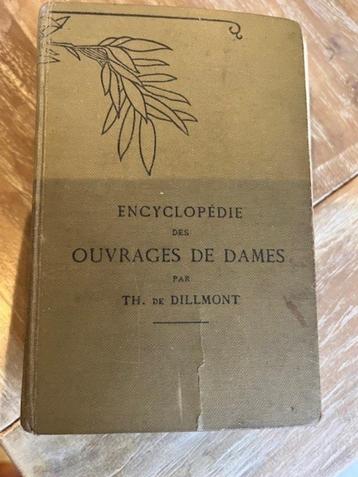 ENCYCLOPÉDIE
DES
OUVRAGES DE DAMES
PAR
TH. DE DILLMONT